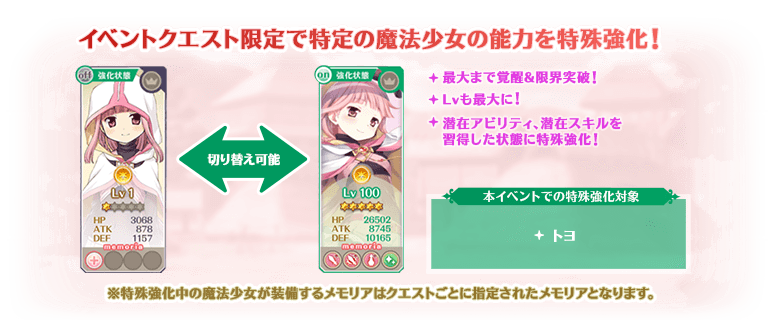 イベントクエスト限定で特定の魔法少女の能力を特殊強化!
off 強化状態
Lv 1
HP 3068
ATK 878
DEF 1157
memoria
切り替え可能
on 強化状態
Lv 100
HP 26502
ATK 8745
DEF 10165
memoria
最大まで覚醒&限界突破!
Lvも最大に!
潜在アビリティ、潜在スキルを
習得した状態に特殊強化!
本イベントでの特殊強化対象
トヨ
※特殊強化中の魔法少女が装備するメモリアはクエストごとに指定されたメモリアとなります。